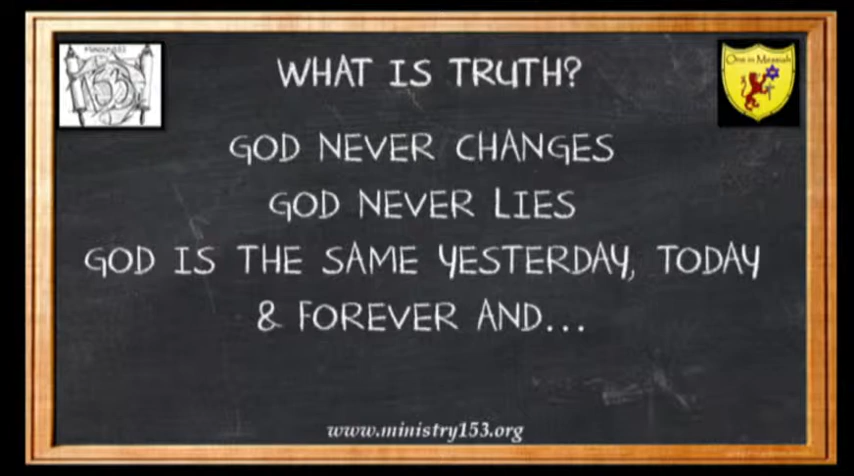 MINISTRY153
153
One in Messiah
WHAT IS TRUTH?
GOD NEVER CHANGES
GOD NEVER LIES
GOD IS THE SAME YESTERDAY, TODAY
& FOREVER AND...
www.ministry153.org